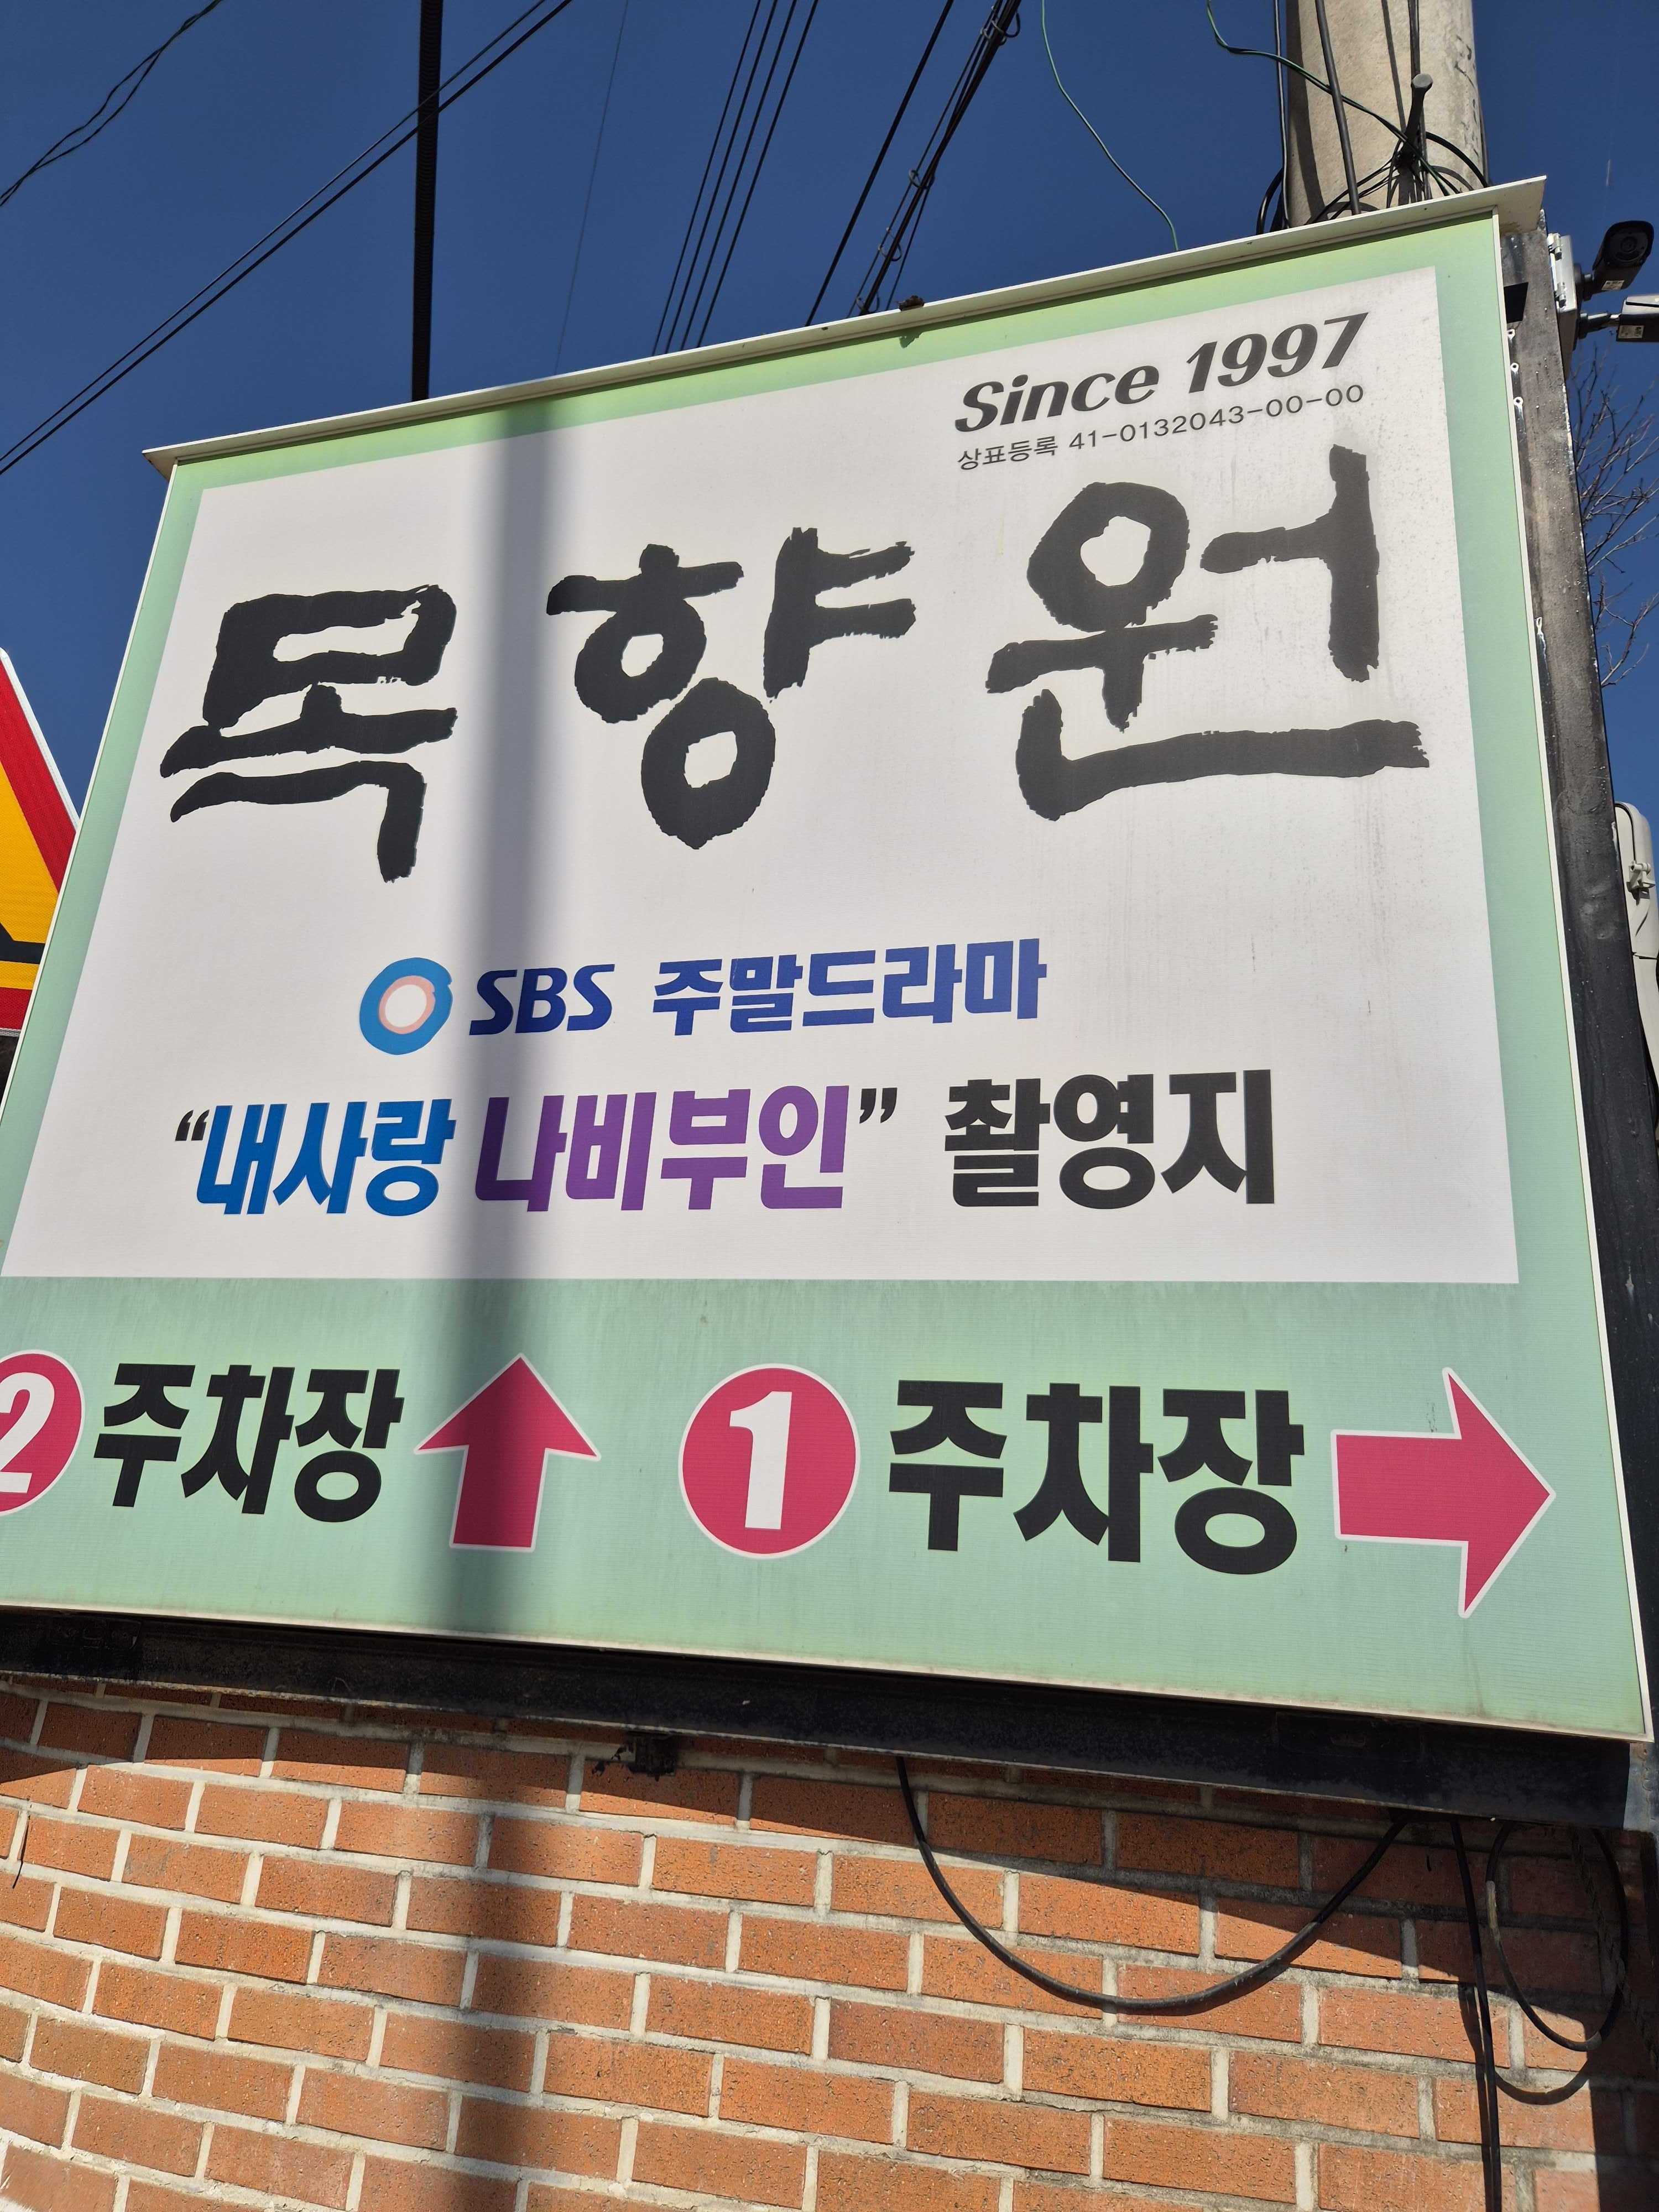 Since 1997
상표등록 41-0132043-00-00
목향원
SBS 주말드라마
“내사랑 나비부인” 촬영지
2 주차장 1 주차장